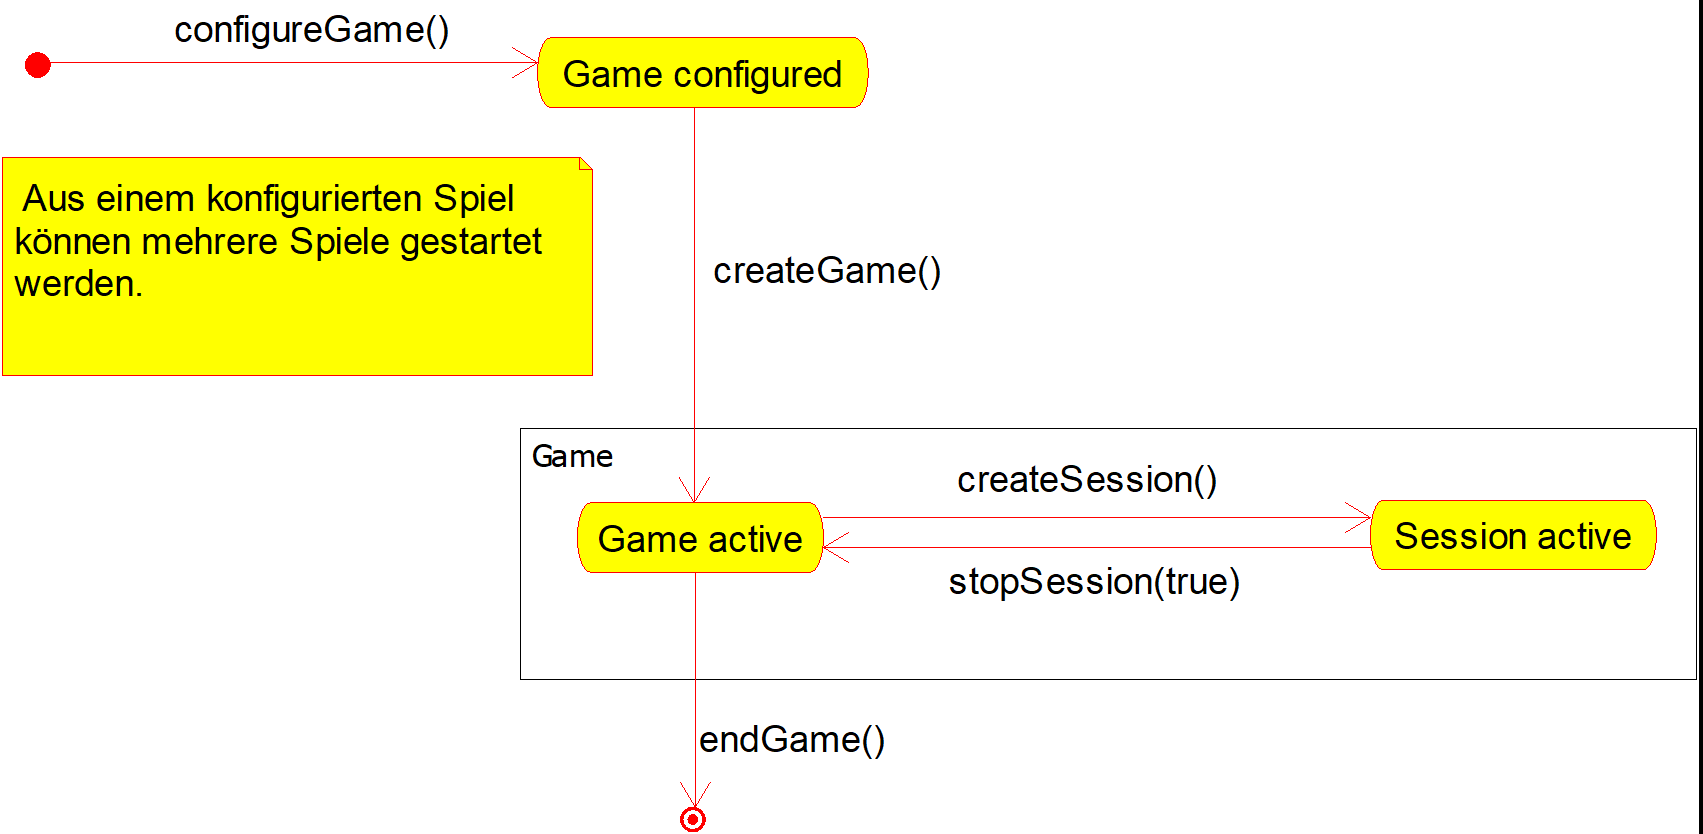 configureGame()
Game configured
Aus einem konfigurierten Spiel
können mehrere Spiele gestartet
werden.
createGame()
Game
createSession()
Game active
Session active
stopSession(true)
endGame()